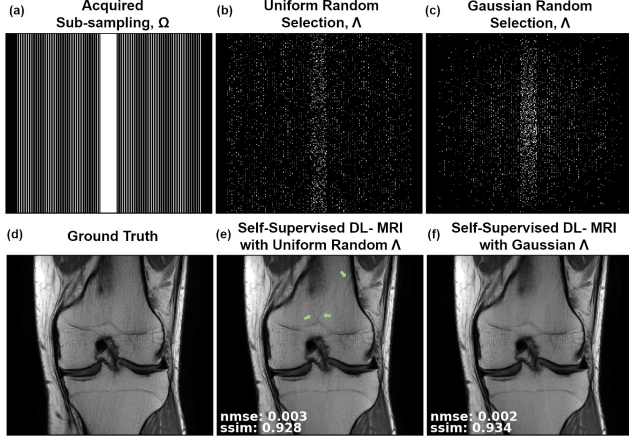 (a) Acquired
Sub-sampling, Ω
(b) Uniform Random
Selection, Λ
(c) Gaussian Random
Selection, Λ
(d) Ground Truth
(e) Self-Supervised DL- MRI
with Uniform Random Λ
(f) Self-Supervised DL- MRI
with Gaussian Λ
nmse: 0.003
ssim: 0.928
nmse: 0.002
ssim: 0.934